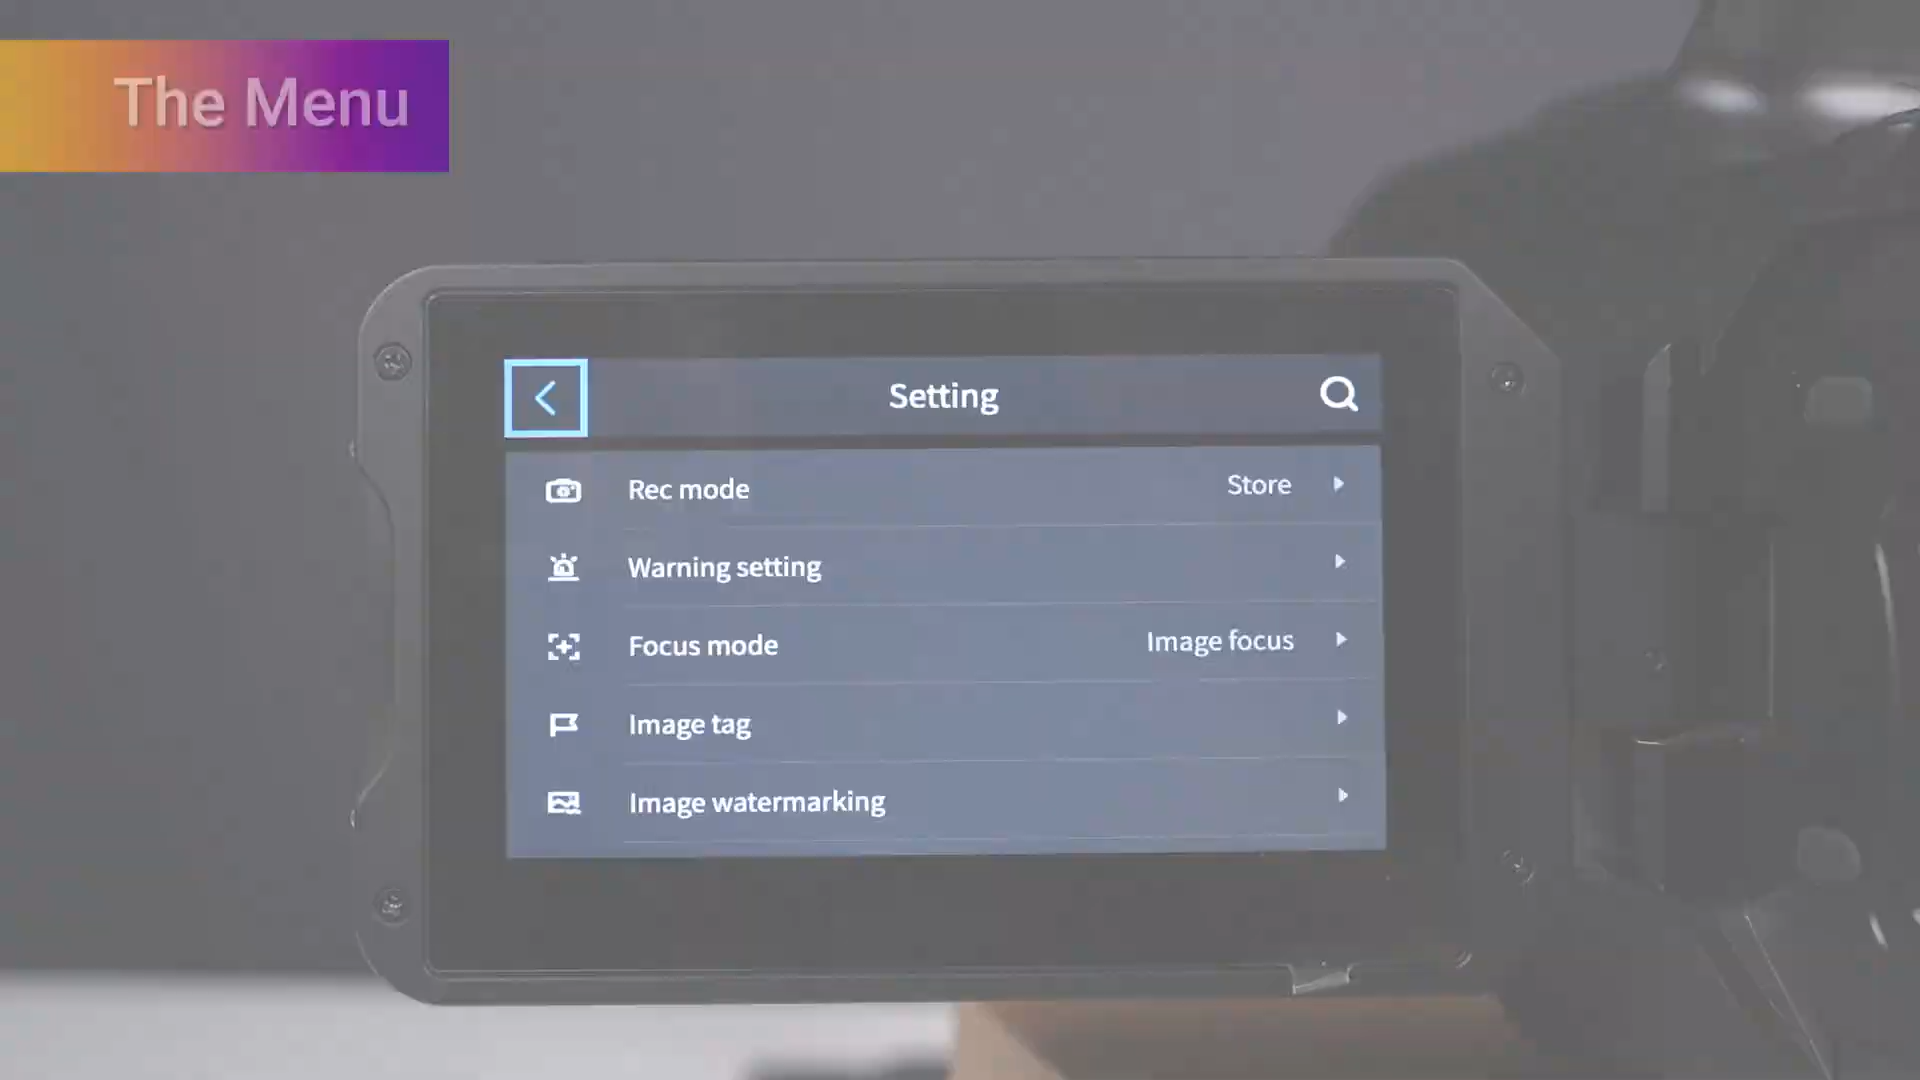 The Menu
Setting
Rec mode Store
Warning setting
Focus mode Image focus
Image tag
Image watermarking